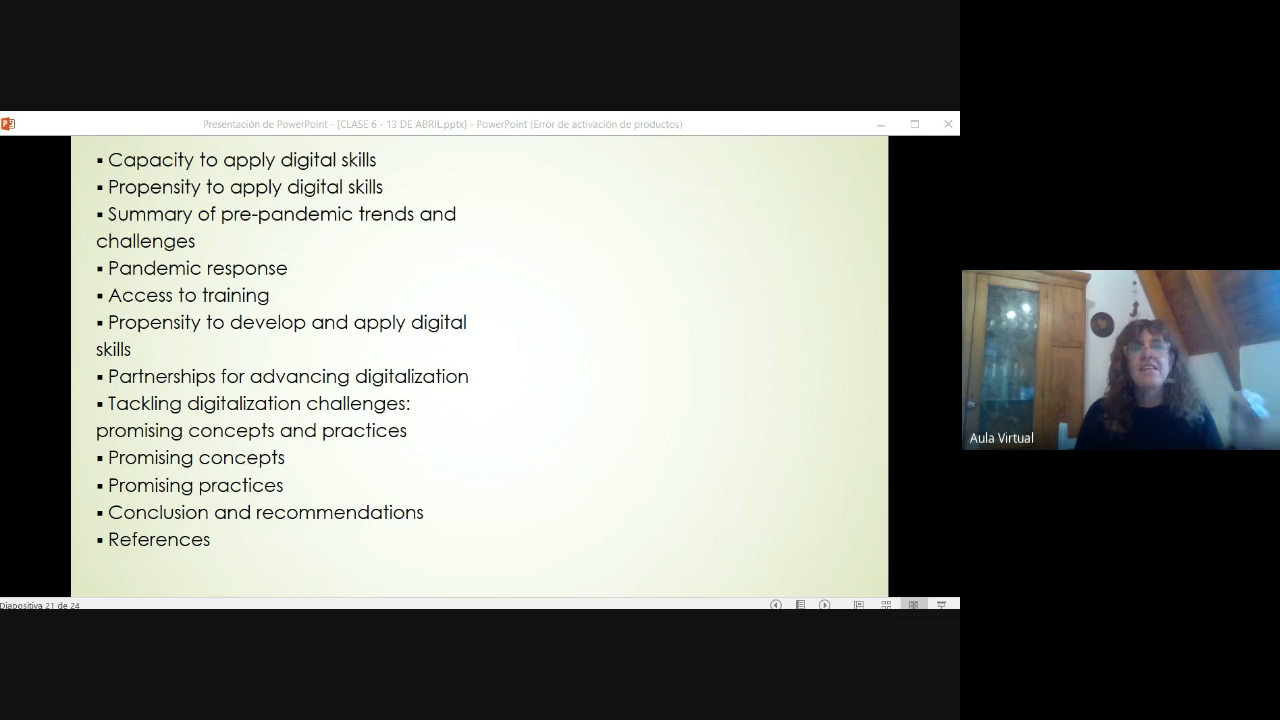 Presentación de PowerPoint - [CLASE 6 - 13 DE ABRIL.pptx] - PowerPoint (Error de activación de productos)
▪ Capacity to apply digital skills
▪ Propensity to apply digital skills
▪ Summary of pre-pandemic trends and
challenges
▪ Pandemic response
▪ Access to training
▪ Propensity to develop and apply digital
skills
▪ Partnerships for advancing digitalization
▪ Tackling digitalization challenges:
promising concepts and practices
▪ Promising concepts
▪ Promising practices
▪ Conclusion and recommendations
▪ References
Diapositiva 21 de 24
Aula Virtual